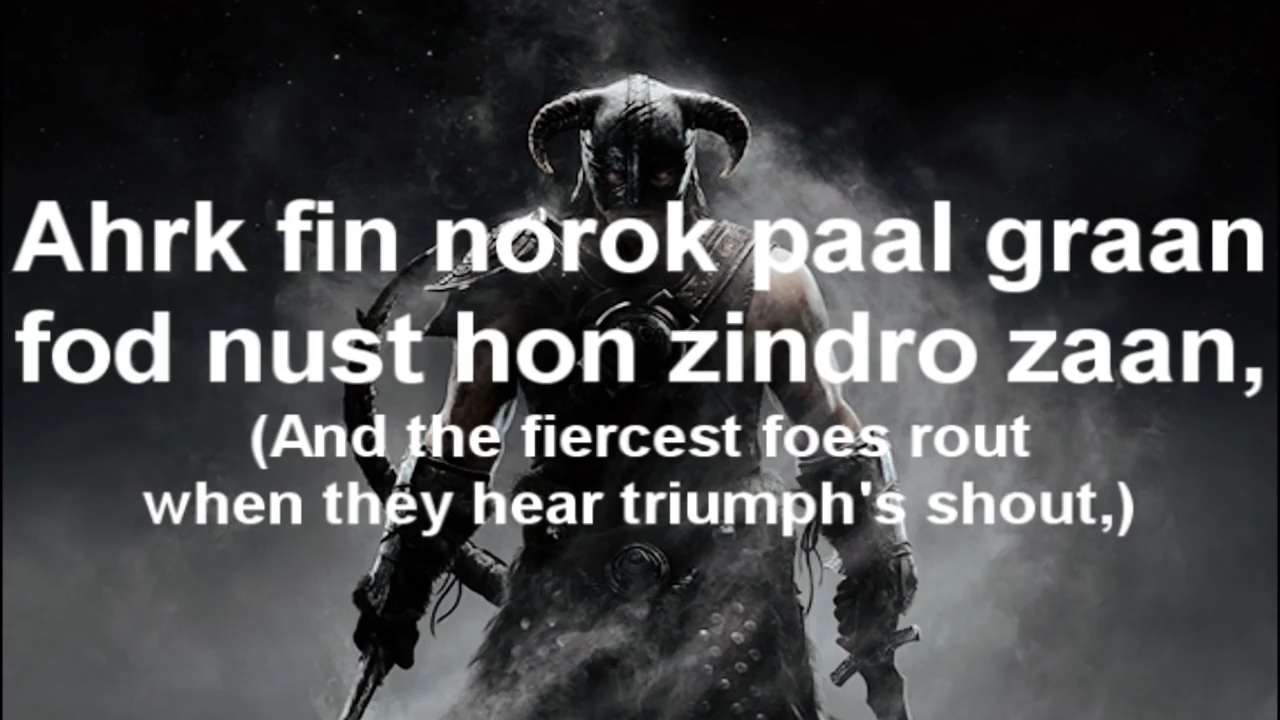 Ahrk fin norok paal graan
fod nust hon zindro zaan,
(And the fiercest foes rout
when they hear triumph's shout,)